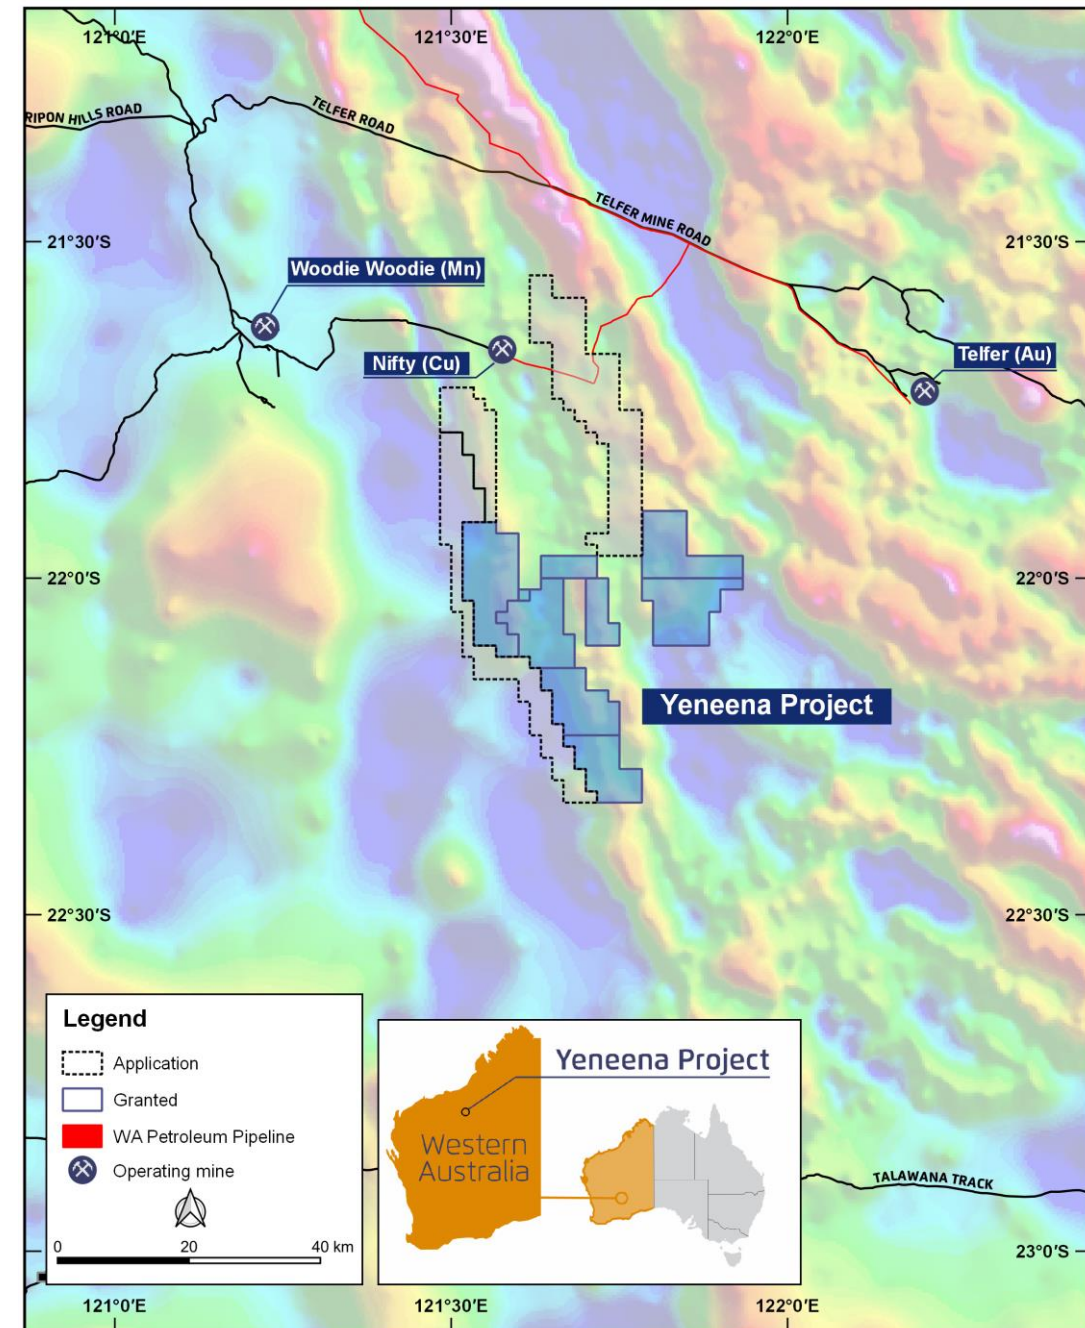 121°0'E
121°30'E
122°0'E
RIPON HILLS ROAD
TELFER ROAD
TELFER MINE ROAD
21°30'S
21°30'S
Woodie Woodie (Mn)
Nifty (Cu)
Telfer (Au)
22°0'S
22°0'S
Yeneena Project
22°30'S
22°30'S
Legend
Application
Granted
WA Petroleum Pipeline
Operating mine
0
20
40 km
Yeneena Project
Western
Australia
TALAWANA TRACK
23°0'S
121°0'E
121°30'E
122°0'E